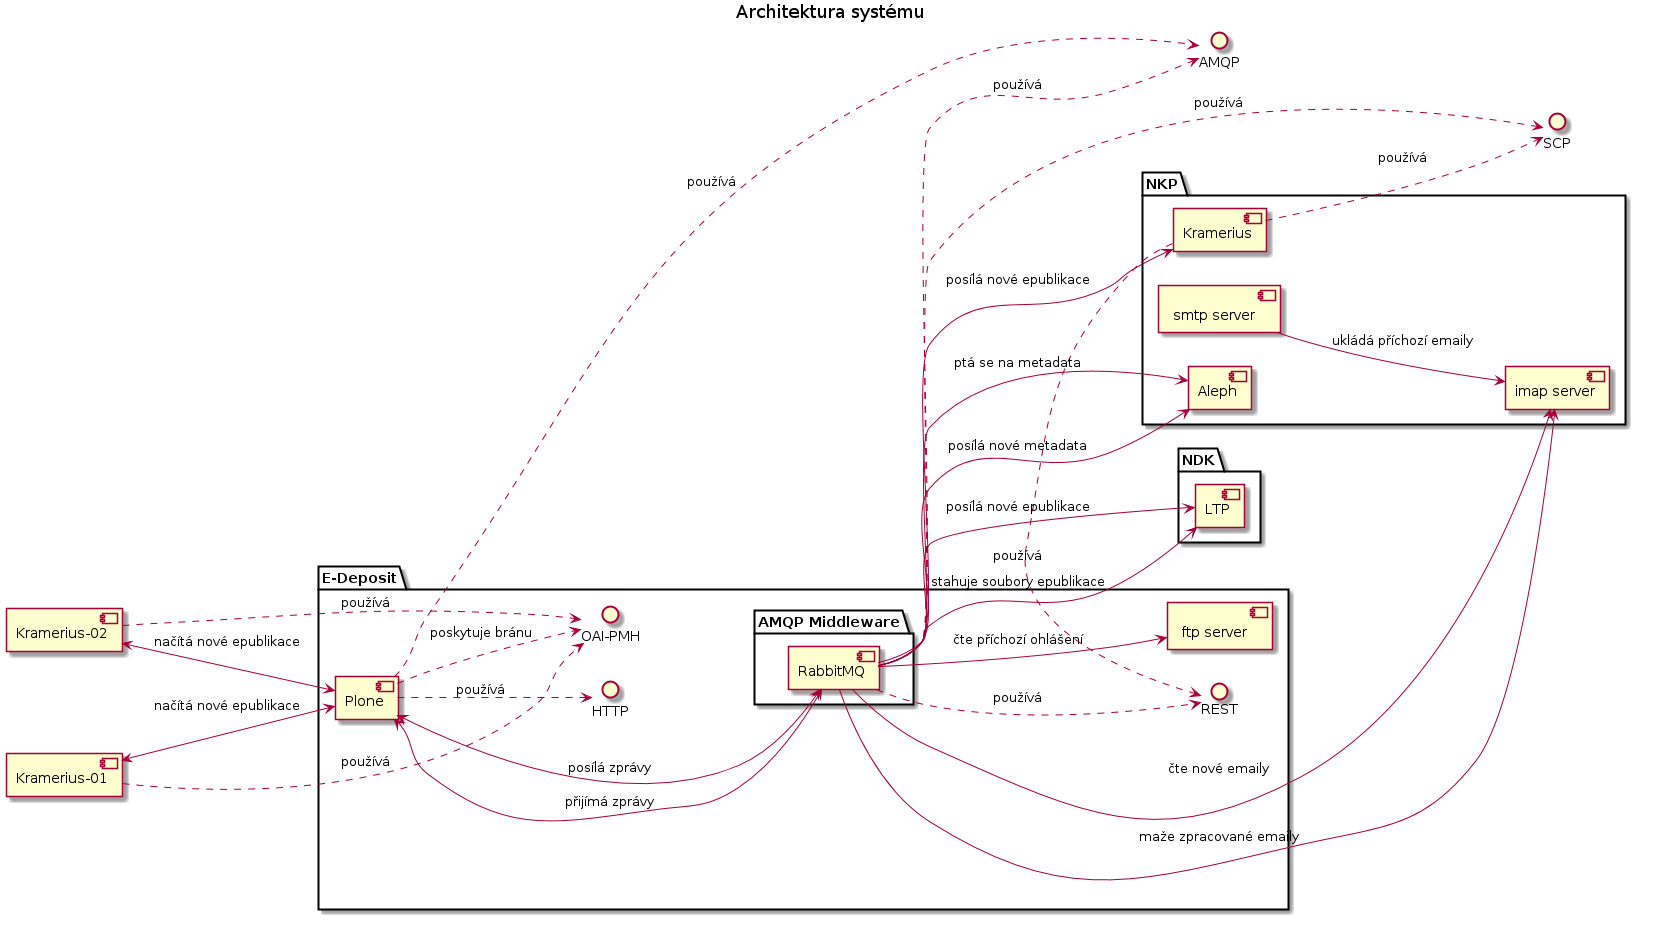 Architektura systému
AMQP
používá
používá
SCP
používá
používá
NKP
Kramerius
posílá nové epublikace
smtp server
ukládá příchozí emaily
ptá se na metadata
Aleph
imap server
posílá nové metadata
NDK
posílá nové epublikace
LTP
používá
E-Deposit
stahuje soubory epublikace
Kramerius-02
používá
poskytuje bránu
OAI-PMH
AMQP Middleware
ftp server
načítá nové epublikace
čte příchozí ohlášení
RabbitMQ
Plone
používá
HTTP
používá
REST
načítá nové epublikace
Kramerius-01
používá
posílá zprávy
čte nové emaily
přijímá zprávy
maže zpracované emaily